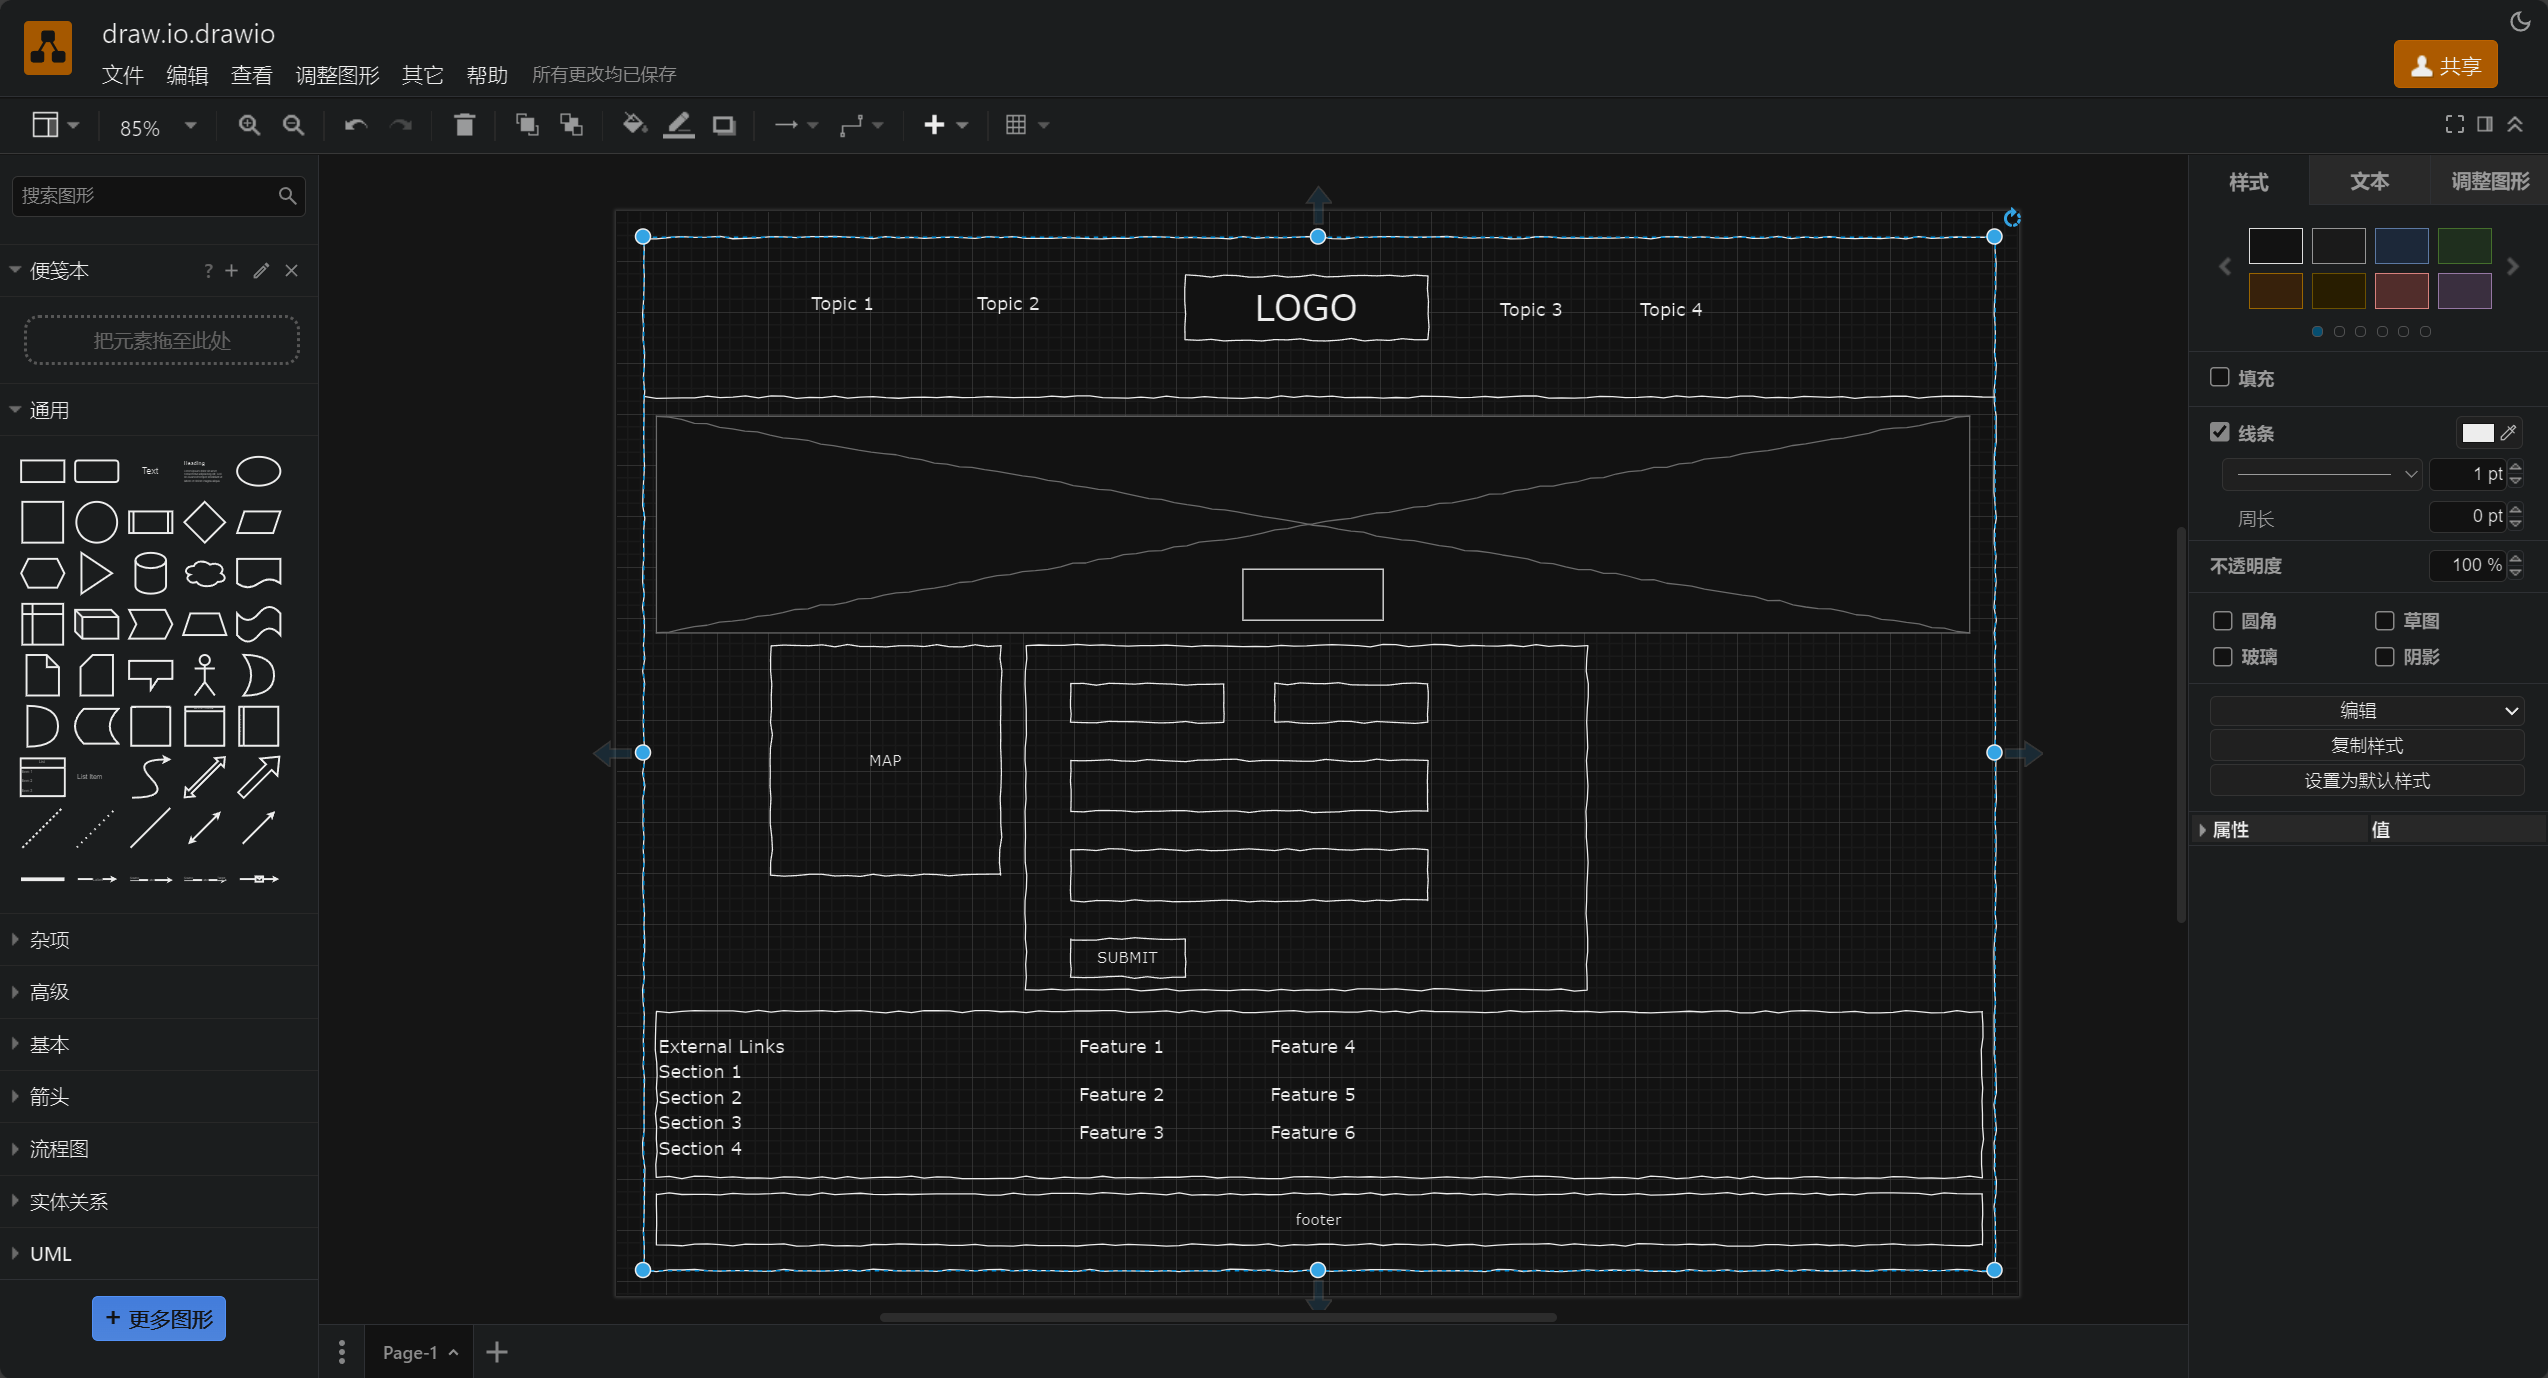 draw.io.drawio
文件 编辑 查看 调整图形 其它 帮助 所有更改均已保存
共享
85%
搜索图形
便笺本 ?
把元素拖至此处
通用
Text
Heading
List Item
杂项
高级
基本
箭头
流程图
实体关系
UML
+ 更多图形
Topic 1
Topic 2
LOGO
Topic 3
Topic 4
MAP
SUBMIT
External Links
Section 1
Section 2
Section 3
Section 4
Feature 1
Feature 4
Feature 2
Feature 5
Feature 3
Feature 6
footer
Page-1
样式 文本 调整图形
填充
线条
1 pt
周长 0 pt
不透明度 100 %
圆角 草图
玻璃 阴影
编辑
复制样式
设置为默认样式
属性 值